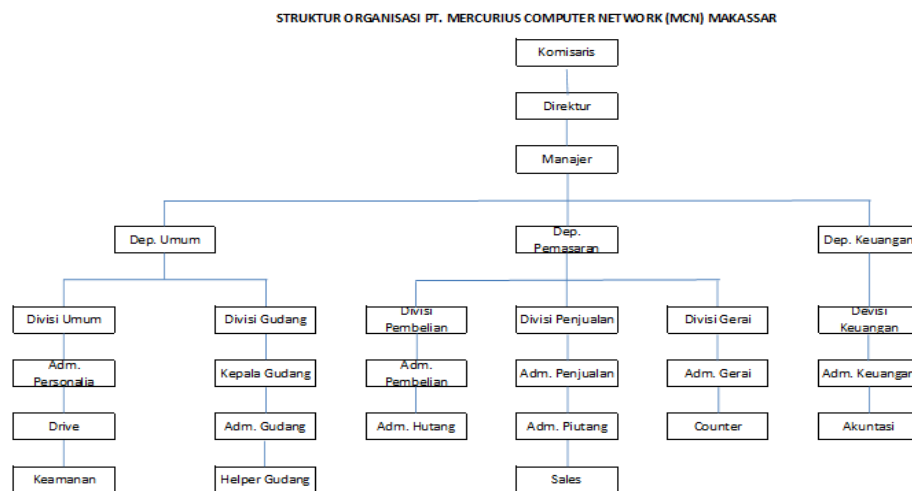 STRUKTUR ORGANISASI PT. MERCURIUS COMPUTER NETWORK (MCN) MAKASSAR
Komisaris
Direktur
Manajer
Dep. Umum
Dep.
Pemasaran
Dep. Keuangan
Divisi Umum
Divisi Gudang
Divisi
Pembelian
Divisi Penjualan
Divisi Gerai
Devisi
Keuangan
Adm.
Personalia
Kepala Gudang
Adm.
Pembelian
Adm. Penjualan
Adm. Gerai
Adm. Keuangan
Drive
Adm. Gudang
Adm. Hutang
Adm. Piutang
Counter
Akuntasi
Keamanan
Helper Gudang
Sales